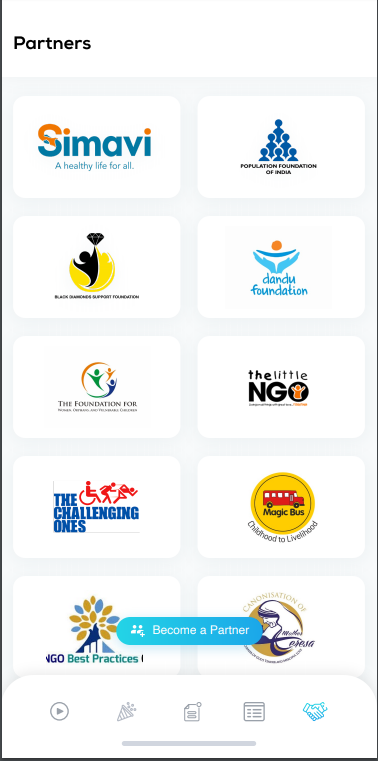 Partners
Simavi
A healthy life for all.
POPULATION FOUNDATION
OF INDIA
BLACK DIAMONDS SUPPORT FOUNDATION
dandu
foundation
THE FOUNDATION FOR
WOMEN, ORPHANS AND VULNERABLE CHILDREN
thelittle
NGO
THE
CHALLENGING
ONES
Magic Bus
Childhood to Livelihood
NGO Best Practices
CANONISATION OF
Mother
Teresa
Become a Partner